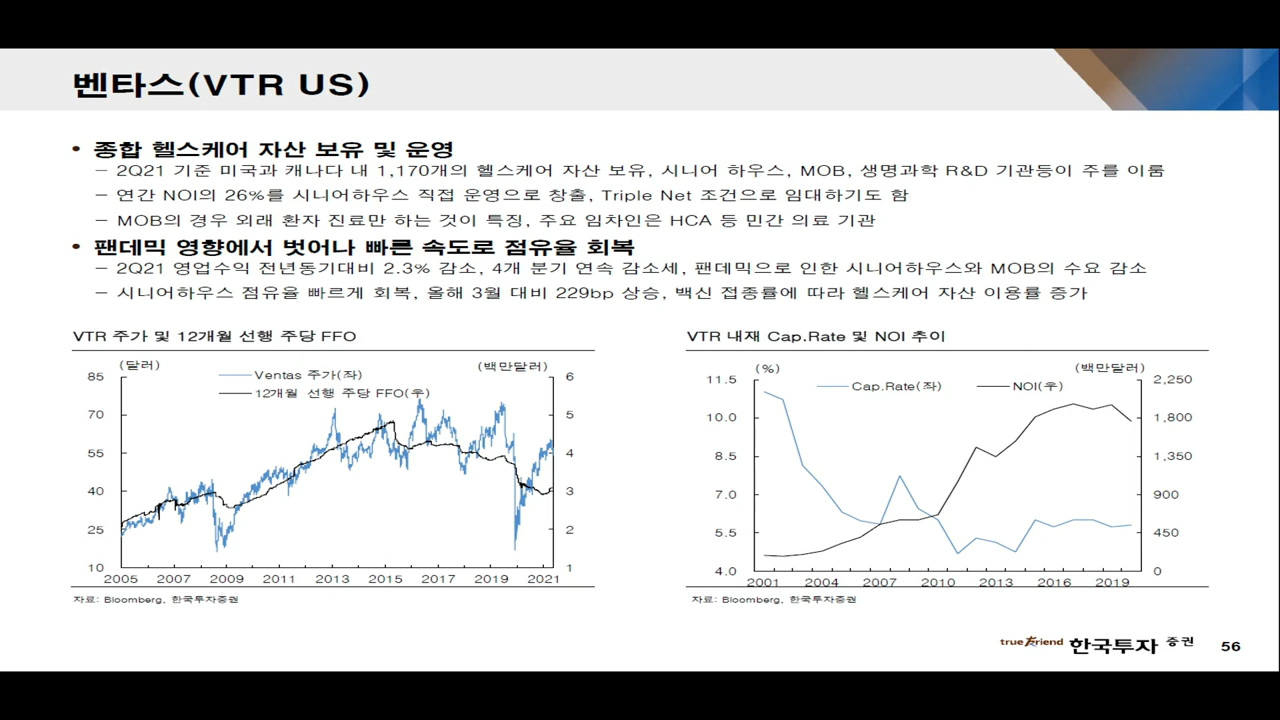 벤타스(VTR US)
• 종합 헬스케어 자산 보유 및 운영
– 2Q21 기준 미국과 캐나다 내 1,170개의 헬스케어 자산 보유, 시니어 하우스, MOB, 생명과학 R&D 기관등이 주를 이룸
– 연간 NOI의 26%를 시니어하우스 직접 운영으로 창출, Triple Net 조건으로 임대하기도 함
– MOB의 경우 외래 환자 진료만 하는 것이 특징, 주요 임차인은 HCA 등 민간 의료 기관
• 팬데믹 영향에서 벗어나 빠른 속도로 점유율 회복
– 2Q21 영업수익 전년동기대비 2.3% 감소, 4개 분기 연속 감소세, 팬데믹으로 인한 시니어하우스와 MOB의 수요 감소
– 시니어하우스 점유율 빠르게 회복, 올해 3월 대비 229bp 상승, 백신 접종률에 따라 헬스케어 자산 이용률 증가
VTR 주가 및 12개월 선행 주당 FFO
(달러)
(백만달러)
Ventas 주가(좌)
12개월 선행 주당 FFO(우)
85
70
55
40
25
10
6
5
4
3
2
1
2005 2007 2009 2011 2013 2015 2017 2019 2021
자료: Bloomberg, 한국투자증권
VTR 내재 Cap.Rate 및 NOI 추이
(%)
(백만달러)
Cap.Rate(좌) NOI(우)
11.5
10.0
8.5
7.0
5.5
4.0
2,250
1,800
1,350
900
450
0
2001 2004 2007 2010 2013 2016 2019
자료: Bloomberg, 한국투자증권
true friend 한국투자 증권 56